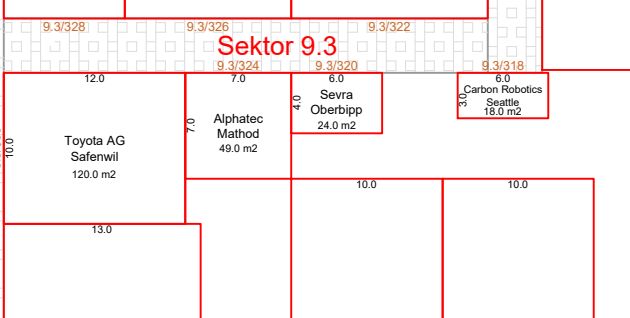 9.3/328
9.3/326
9.3/322
Sektor 9.3
9.3/324
9.3/320
9.3/318
12.0
7.0
6.0
6.0
10.0
Toyota AG
Safenwil
120.0 m2
7.0
Alphatec
Mathod
49.0 m2
4.0
Sevra
Oberbipp
24.0 m2
3.0
Carbon Robotics
Seattle
18.0 m2
10.0
10.0
13.0